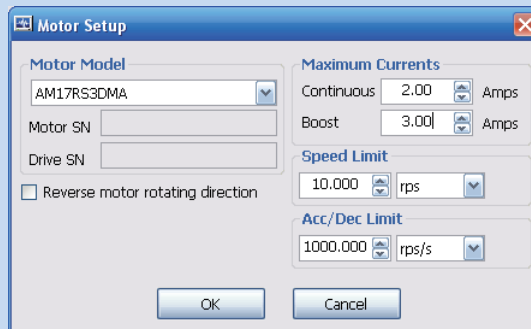 Motor Setup
Motor Model
AM17RS3DMA
Motor SN
Drive SN
Reverse motor rotating direction
Maximum Currents
Continuous 2.00 Amps
Boost 3.00 Amps
Speed Limit
10.000 rps
Acc/Dec Limit
1000.000 rps/s
OK Cancel